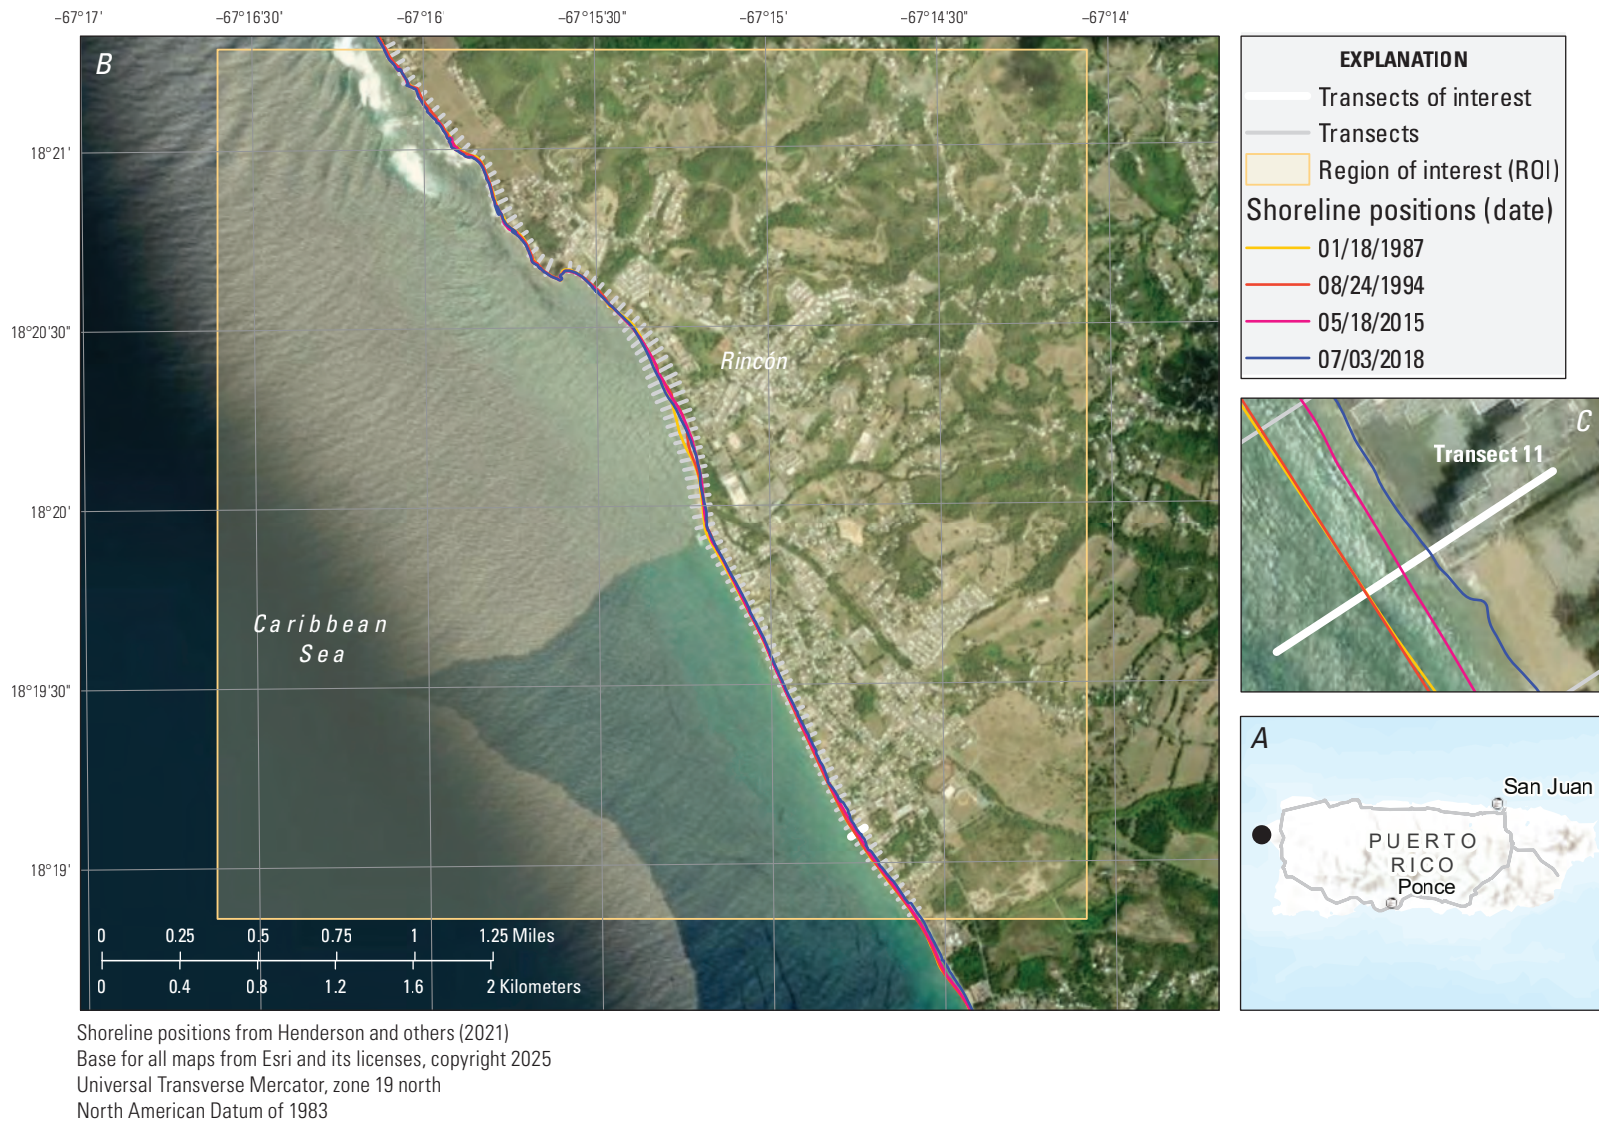 −67°17'
−67°16'30"
−67°16'
−67°15'30"
−67°15'
−67°14'30"
−67°14'
B
18°21'
18°20'30"
18°20'
18°19'30"
18°19'
Rincón
Caribbean
Sea
0 0.25 0.5 0.75 1 1.25 Miles
0 0.4 0.8 1.2 1.6 2 Kilometers
EXPLANATION
Transects of interest
Transects
Region of interest (ROI)
Shoreline positions (date)
01/18/1987
08/24/1994
05/18/2015
07/03/2018
C
Transect 11
A
San Juan
PUERTO
RICO
Ponce
Shoreline positions from Henderson and others (2021)
Base for all maps from Esri and its licenses, copyright 2025
Universal Transverse Mercator, zone 19 north
North American Datum of 1983